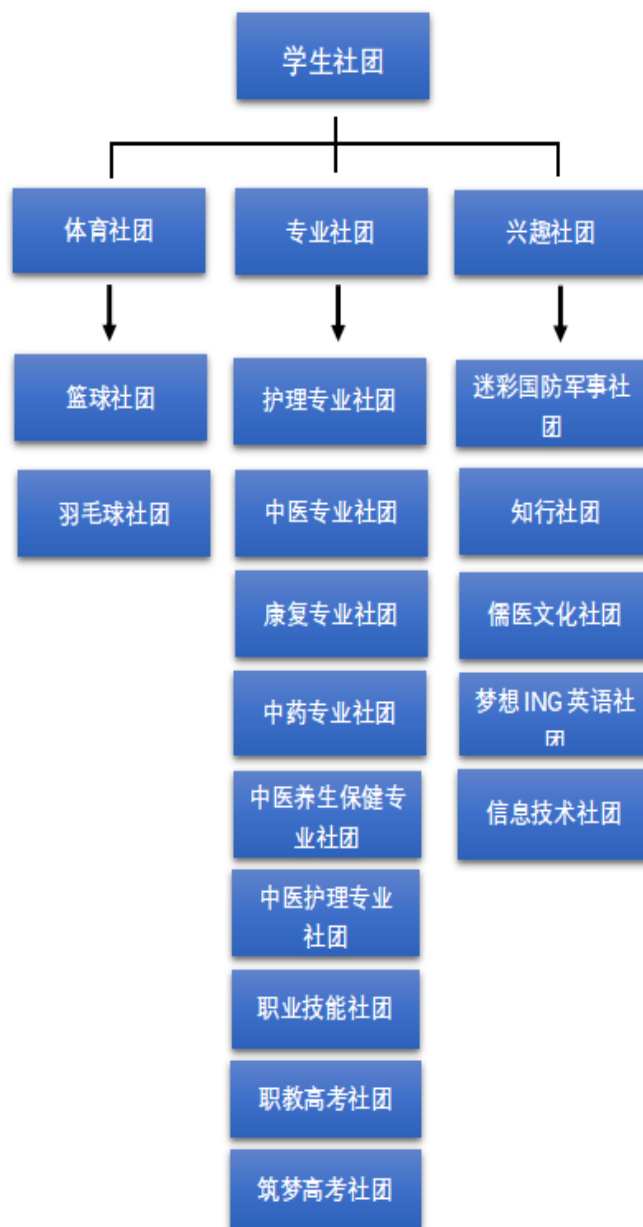 学生社团
体育社团
专业社团
兴趣社团
篮球社团
羽毛球社团
护理专业社团
中医专业社团
康复专业社团
中药专业社团
中医养生保健专
业社团
中医护理专业
社团
职业技能社团
职教高考社团
筑梦高考社团
迷彩国防军事社
团
知行社团
儒医文化社团
梦想 ING 英语社
团
信息技术社团